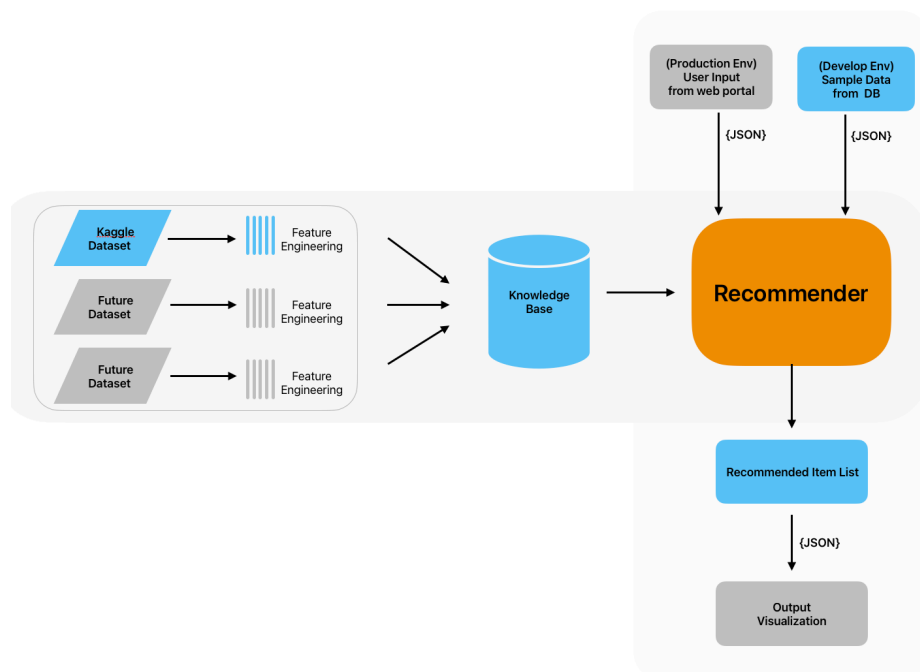 (Production Env)
User Input
from web portal
(Develop Env)
Sample Data
from DB
{JSON}
{JSON}
Kaggle
Dataset
Feature
Engineering
Future
Dataset
Feature
Engineering
Future
Dataset
Feature
Engineering
Knowledge
Base
Recommender
Recommended Item List
{JSON}
Output
Visualization